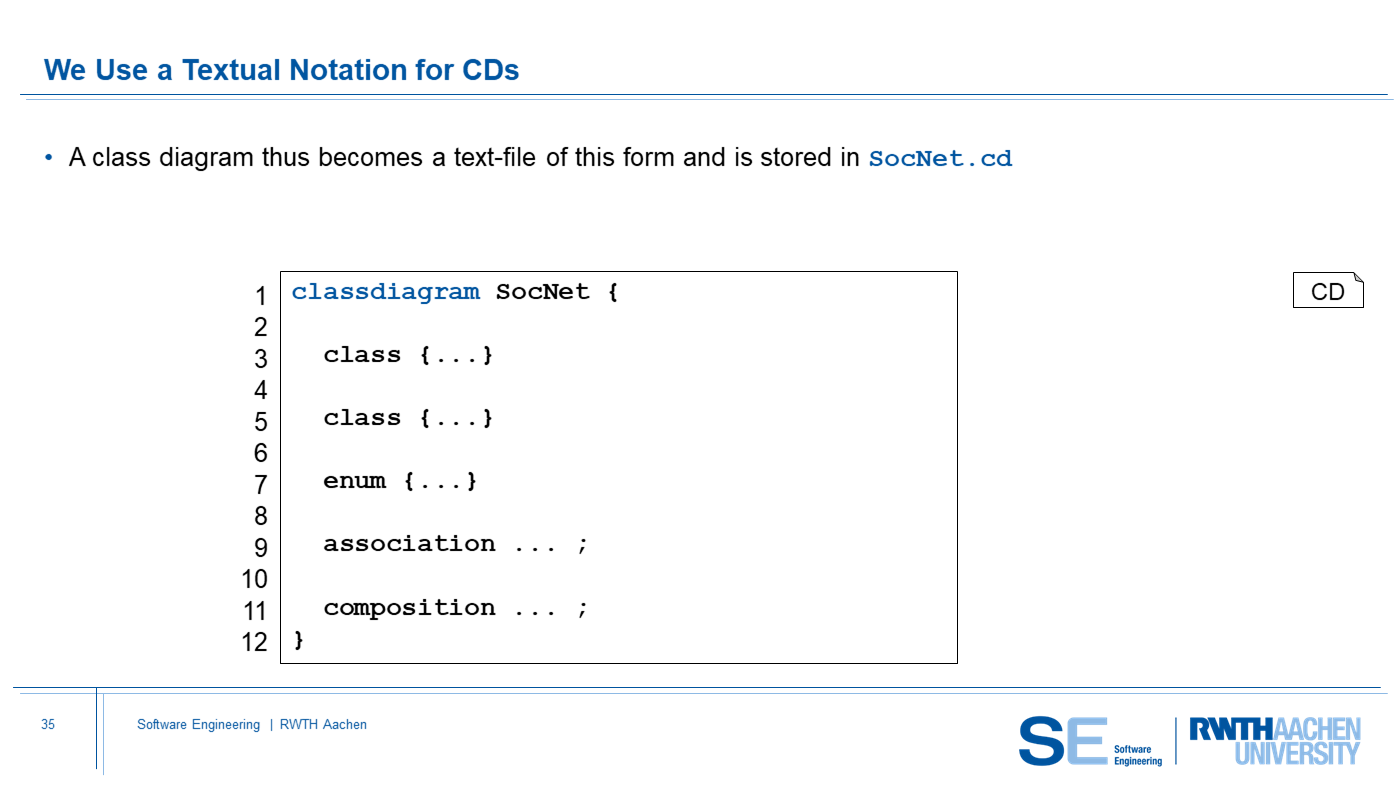 We Use a Textual Notation for CDs
• A class diagram thus becomes a text-file of this form and is stored in SocNet.cd
CD
1 classdiagram SocNet {
2
3 class {...}
4
5 class {...}
6
7 enum {...}
8
9 association ... ;
10
11 composition ... ;
12 }
35
Software Engineering | RWTH Aachen
SE Software Engineering
RWTHAACHEN
UNIVERSITY